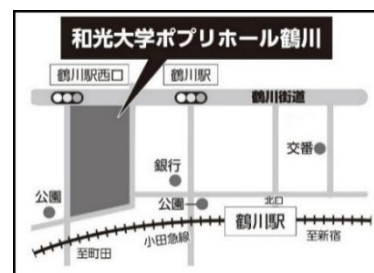 和光大学ポプリホール鶴川
鶴川駅西口
鶴川駅
鶴川街道
交番
銀行
公園
公園
北口
鶴川駅
小田急線
至町田
至新宿